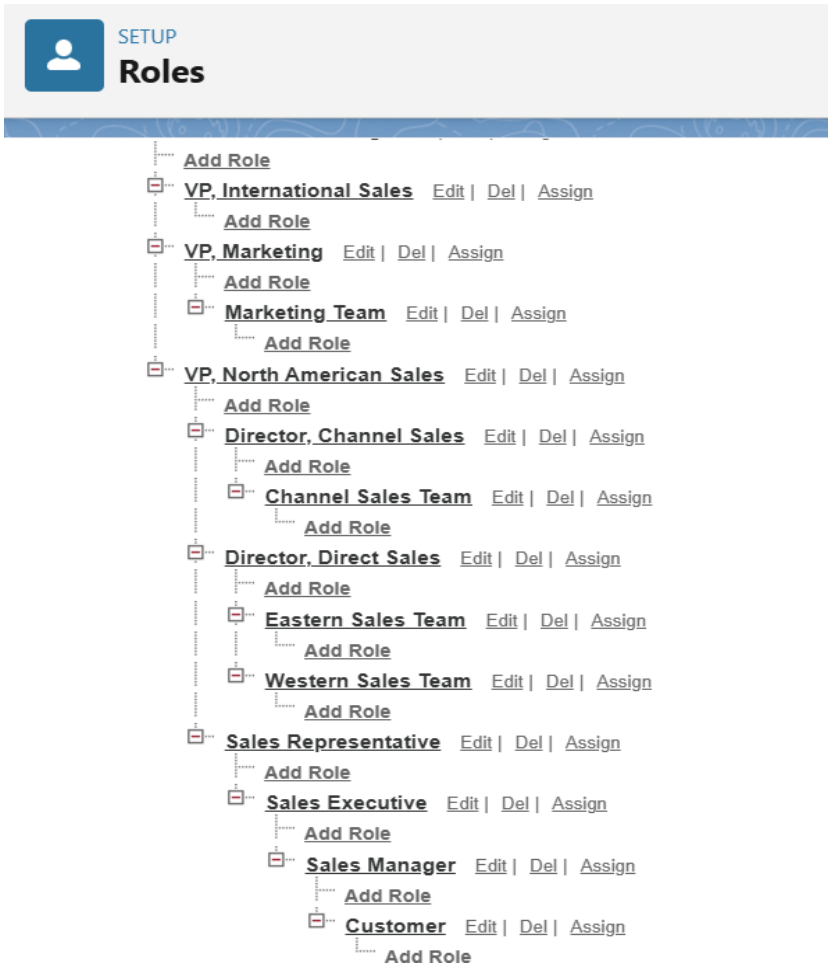 SETUP
Roles
Add Role
VP, International Sales Edit | Del | Assign
Add Role
VP, Marketing Edit | Del | Assign
Add Role
Marketing Team Edit | Del | Assign
Add Role
VP, North American Sales Edit | Del | Assign
Add Role
Director, Channel Sales Edit | Del | Assign
Add Role
Channel Sales Team Edit | Del | Assign
Add Role
Director, Direct Sales Edit | Del | Assign
Add Role
Eastern Sales Team Edit | Del | Assign
Add Role
Western Sales Team Edit | Del | Assign
Add Role
Sales Representative Edit | Del | Assign
Add Role
Sales Executive Edit | Del | Assign
Add Role
Sales Manager Edit | Del | Assign
Add Role
Customer Edit | Del | Assign
Add Role